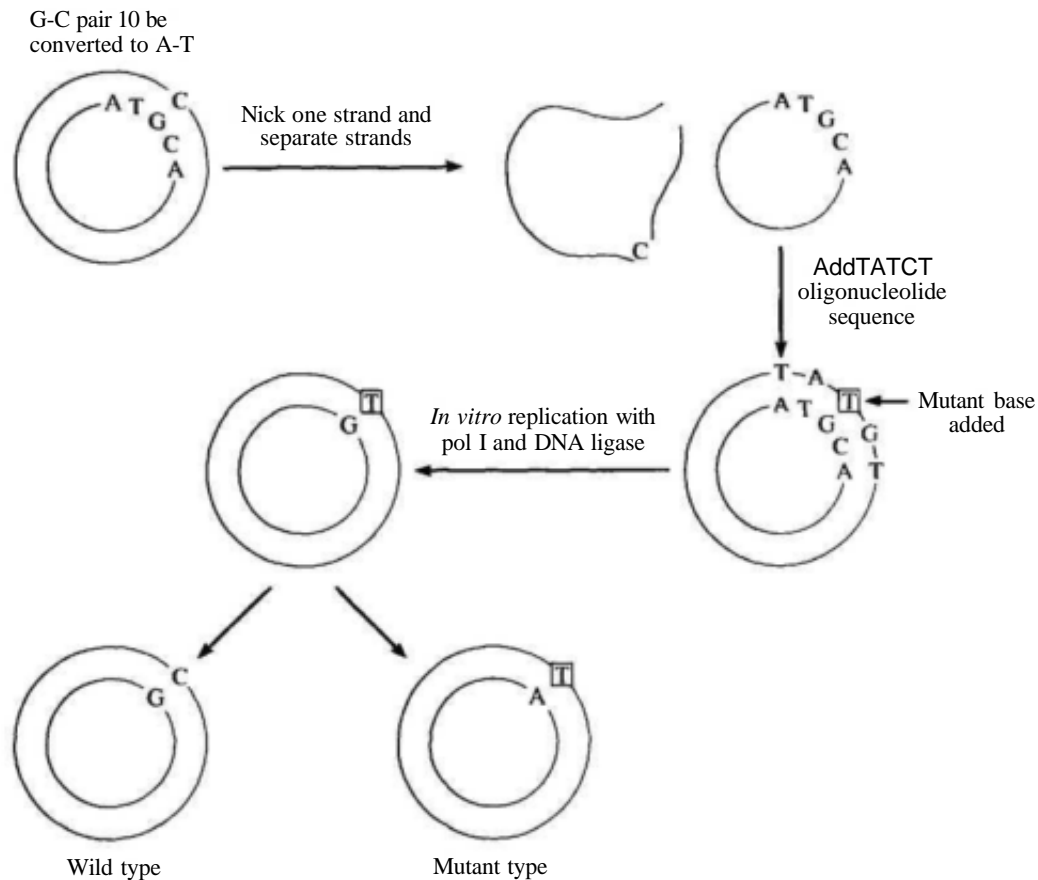 G-C pair 10 be
converted to A-T
A T G C A
C
Nick one strand and
separate strands
C
A T G C A
AddTATCT
oligonucleolide
sequence
T A T G T
A T G C A
Mutant base
added
In vitro replication with
pol I and DNA ligase
T
G
C
G
T
A
Wild type
Mutant type